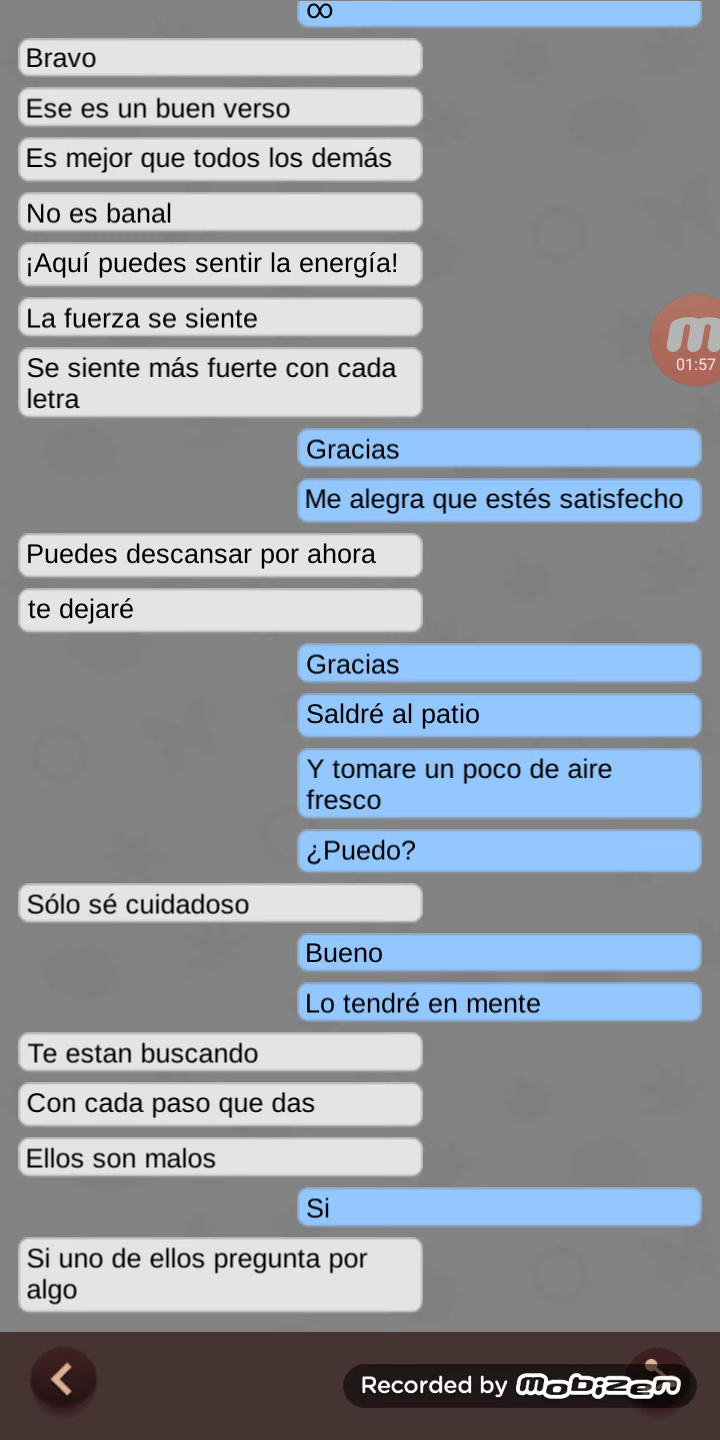 ∞
Bravo
Ese es un buen verso
Es mejor que todos los demás
No es banal
¡Aquí puedes sentir la energía!
La fuerza se siente
Se siente más fuerte con cada
letra
m
01:57
Gracias
Me alegra que estés satisfecho
Puedes descansar por ahora
te dejaré
Gracias
Saldré al patio
Y tomare un poco de aire
fresco
¿Puedo?
Sólo sé cuidadoso
Bueno
Lo tendré en mente
Te estan buscando
Con cada paso que das
Ellos son malos
Si
Si uno de ellos pregunta por
algo
Recorded by mobizen